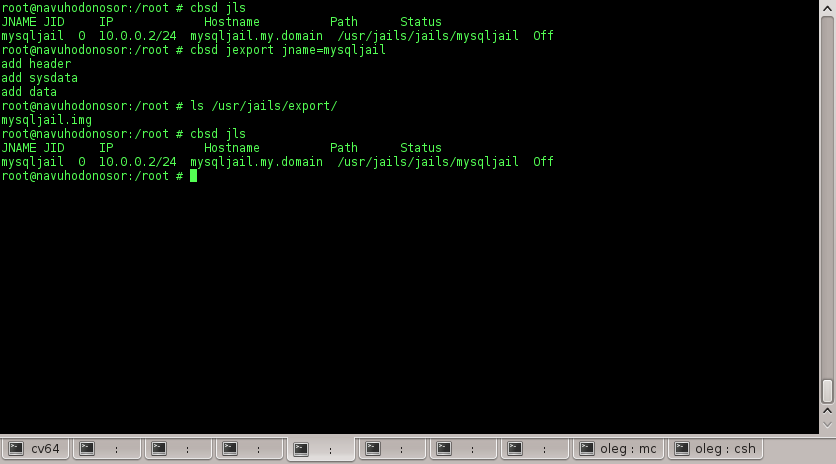 root@navuhodonosor:/root # cbsd jls
JNAME JID     IP             Hostname          Path      Status
mysqljail  0  10.0.0.2/24  mysqljail.my.domain  /usr/jails/jails/mysqljail  Off
root@navuhodonosor:/root # cbsd jexport jname=mysqljail
add header
add sysdata
add data
root@navuhodonosor:/root # ls /usr/jails/export/
mysqljail.img
root@navuhodonosor:/root # cbsd jls
JNAME JID     IP             Hostname          Path      Status
mysqljail  0  10.0.0.2/24  mysqljail.my.domain  /usr/jails/jails/mysqljail  Off
root@navuhodonosor:/root #
cv64 : : : : : : : oleg : mc oleg : csh